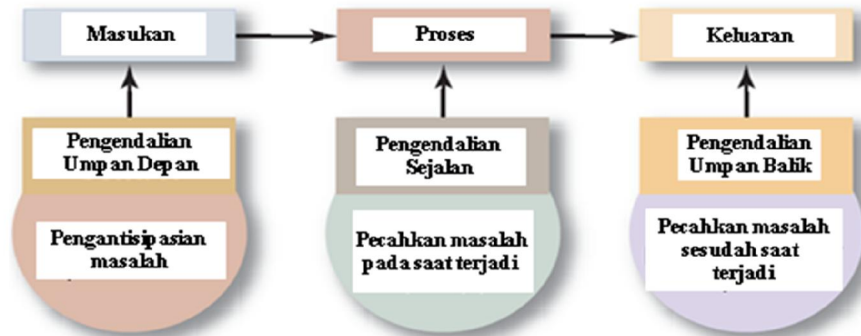 Masukan
Proses
Keluaran
Pengendalian
Umpan Depan
Pengendalian
Sejalan
Pengendalian
Umpan Balik
Pengantisipasian
masalah
Pecahkan masalah
pada saat terjadi
Pecahkan masalah
sesudah saat
terjadi